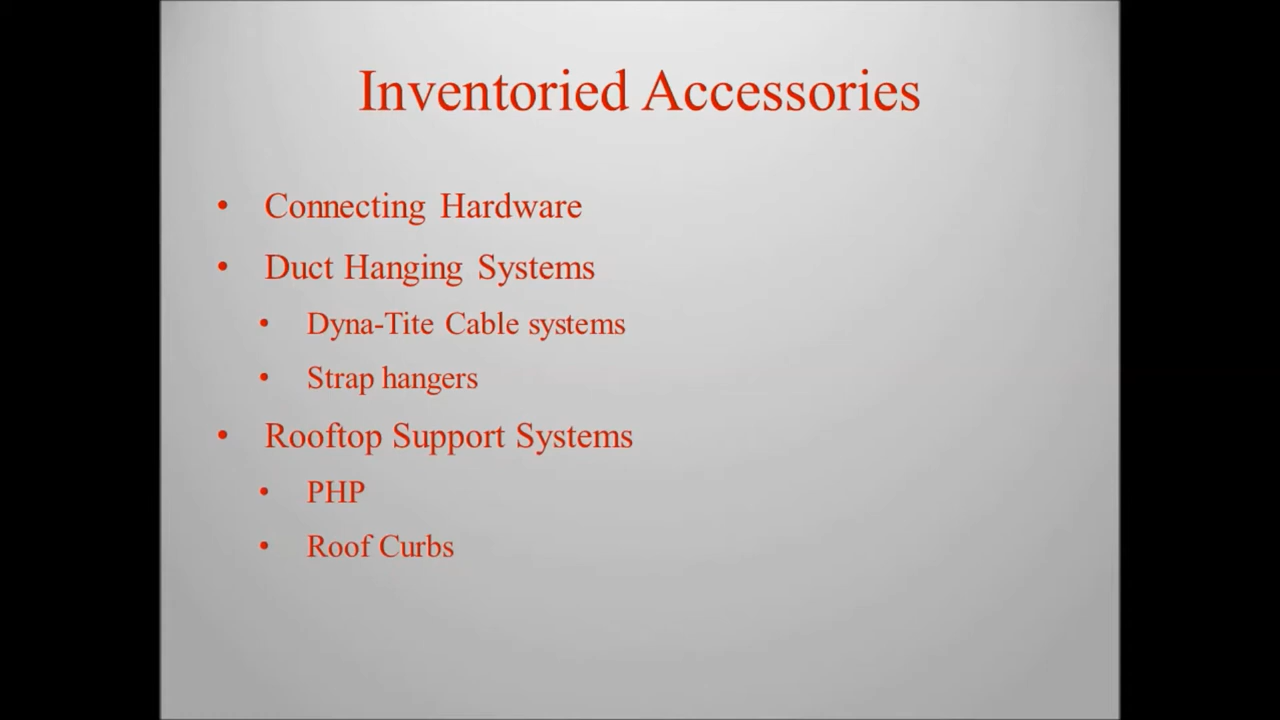 Inventoried Accessories
• Connecting Hardware
• Duct Hanging Systems
• Dyna-Tite Cable systems
• Strap hangers
• Rooftop Support Systems
• PHP
• Roof Curbs